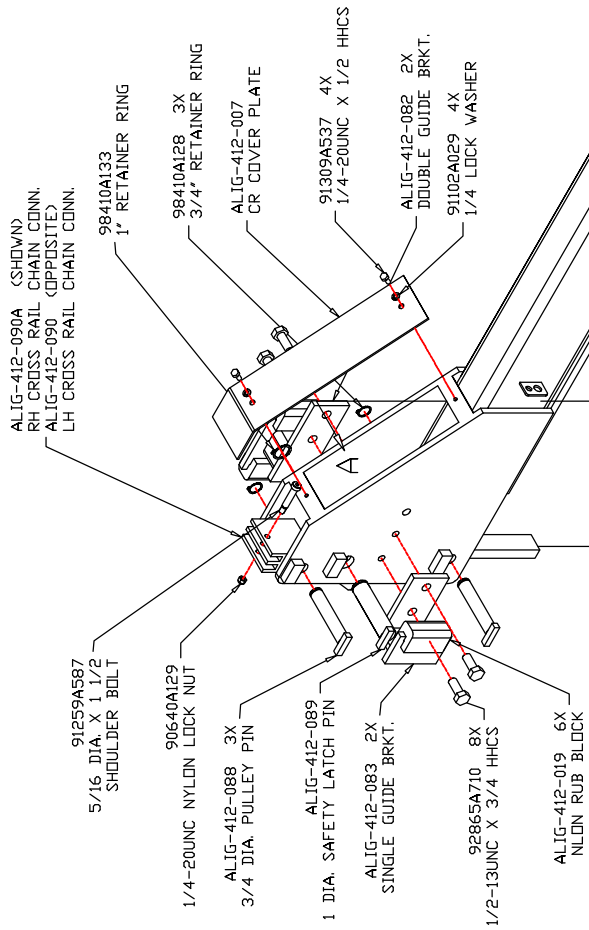 ALIG-412-090A (SHOWN)
RH CROSS RAIL CHAIN CONN.
ALIG-412-090 (OPPOSITE)
LH CROSS RAIL CHAIN CONN.
98410A133
1" RETAINER RING
98410A128 3X
3/4" RETAINER RING
ALIG-412-007
CR COVER PLATE
91309A537 4X
1/4-20UNC X 1/2 HHCS
ALIG-412-082 2X
DOUBLE GUIDE BRKT.
91102A029 4X
1/4 LOCK WASHER
91259A587
5/16 DIA. X 1 1/2
SHOULDER BOLT
90640A129
1/4-20UNC NYLON LOCK NUT
ALIG-412-088 3X
3/4 DIA. PULLEY PIN
ALIG-412-089
1 DIA. SAFETY LATCH PIN
ALIG-412-083 2X
SINGLE GUIDE BRKT.
92865A710 8X
1/2-13UNC X 3/4 HHCS
ALIG-412-019 6X
NLON RUB BLOCK
A